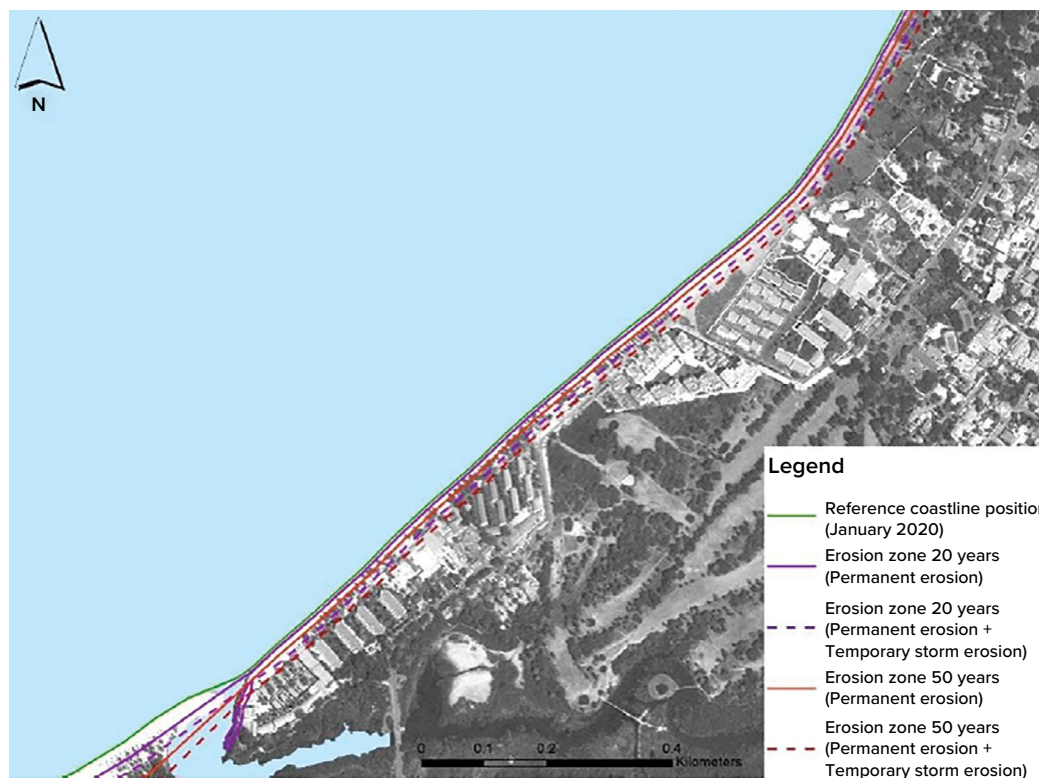 N
Legend
Reference coastline position
(January 2020)
Erosion zone 20 years
(Permanent erosion)
Erosion zone 20 years
(Permanent erosion +
Temporary storm erosion)
Erosion zone 50 years
(Permanent erosion)
Erosion zone 50 years
(Permanent erosion +
Temporary storm erosion)
0 0.1 0.2 0.4
Kilometers